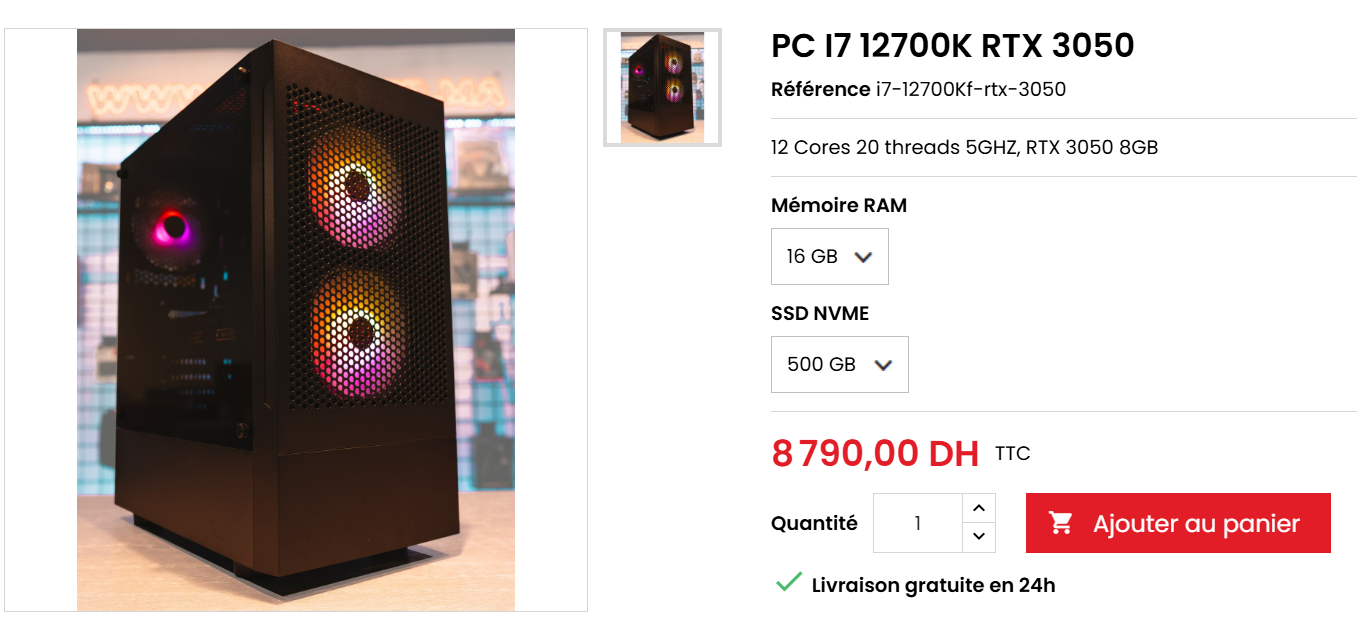 PC I7 12700K RTX 3050
Référence i7-12700Kf-rtx-3050
12 Cores 20 threads 5GHZ, RTX 3050 8GB
Mémoire RAM
16 GB
SSD NVME
500 GB
8 790,00 DH TTC
Quantité 1 Ajouter au panier
Livraison gratuite en 24h